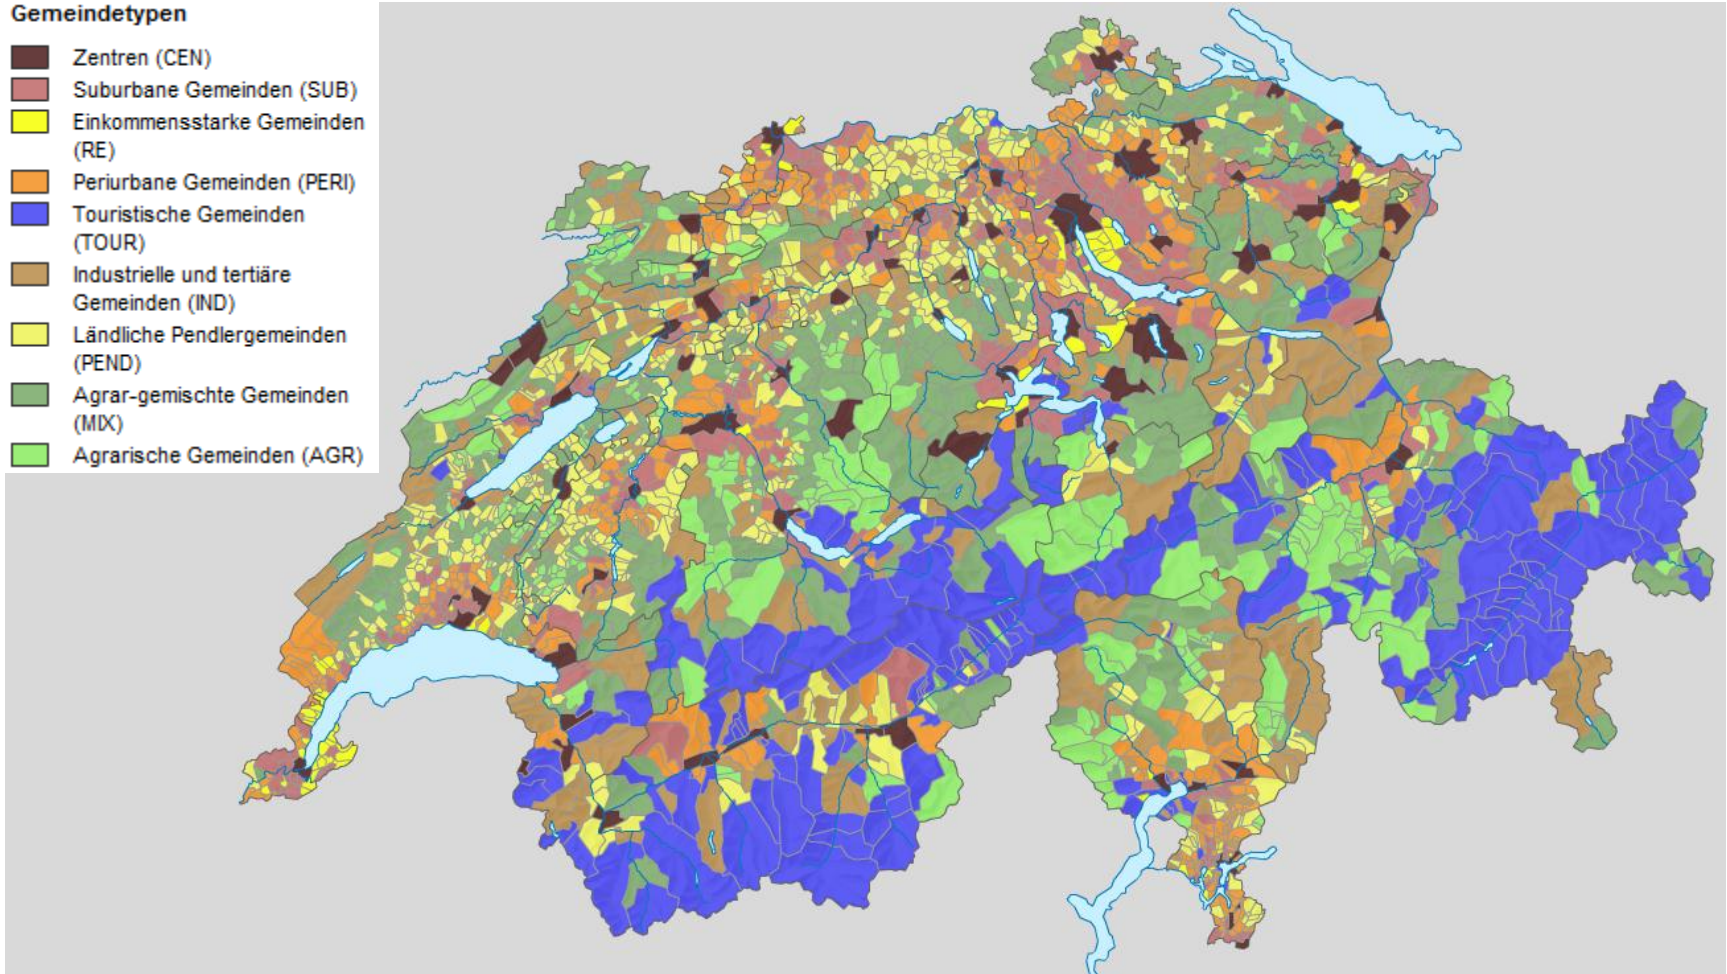 Gemeindetypen
Zentren (CEN)
Suburbane Gemeinden (SUB)
Einkommensstarke Gemeinden
(RE)
Periurbane Gemeinden (PERI)
Touristische Gemeinden
(TOUR)
Industrielle und tertiäre
Gemeinden (IND)
Ländliche Pendlergemeinden
(PEND)
Agrar-gemischte Gemeinden
(MIX)
Agrarische Gemeinden (AGR)